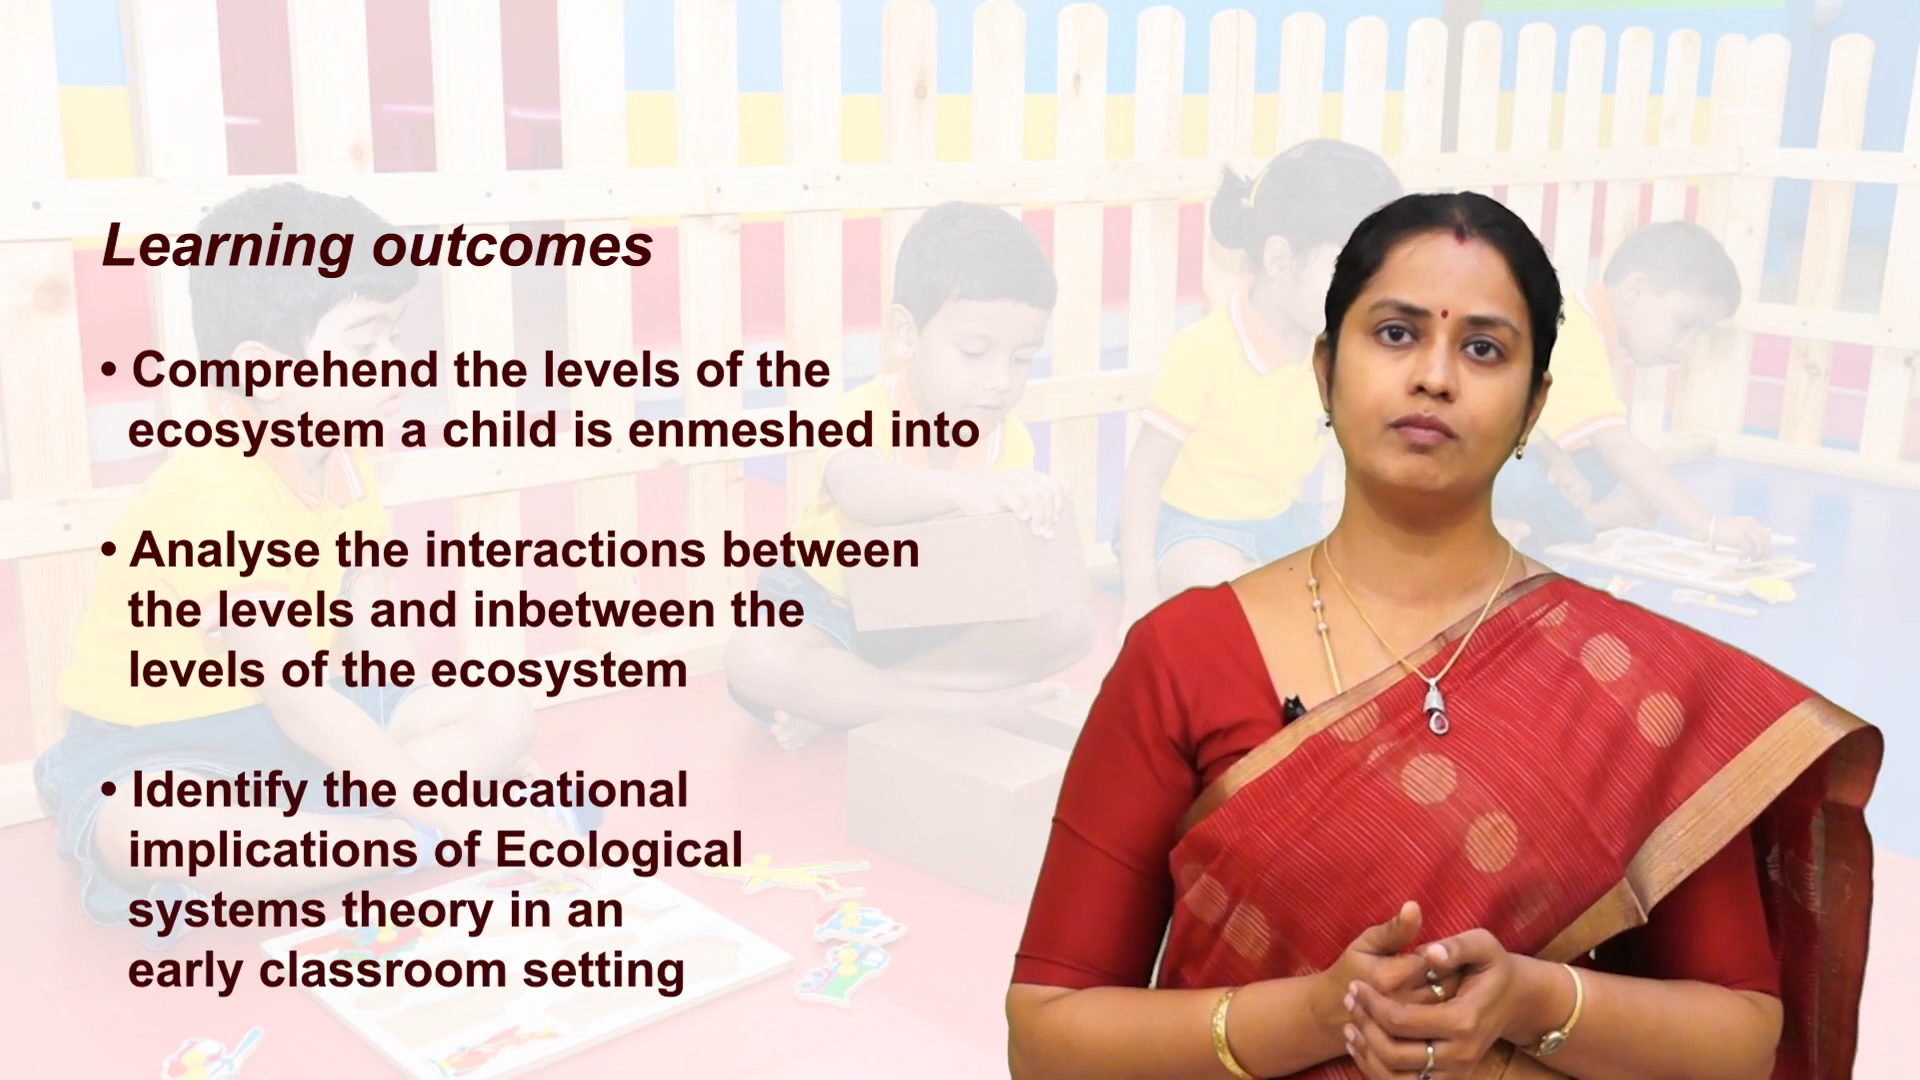 Learning outcomes
• Comprehend the levels of the
ecosystem a child is enmeshed into
• Analyse the interactions between
the levels and inbetween the
levels of the ecosystem
• Identify the educational
implications of Ecological
systems theory in an
early classroom setting